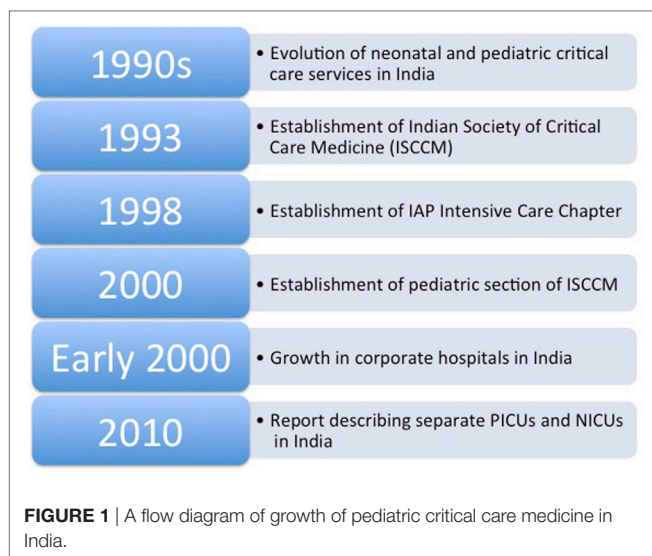 1990s
• Evolution of neonatal and pediatric critical
care services in India
1993
• Establishment of Indian Society of Critical
Care Medicine (ISCCM)
1998
• Establishment of IAP Intensive Care Chapter
2000
• Establishment of pediatric section of ISCCM
Early 2000
• Growth in corporate hospitals in India
2010
• Report describing separate PICUs and NICUs
in India
FIGURE 1 | A flow diagram of growth of pediatric critical care medicine in
India.